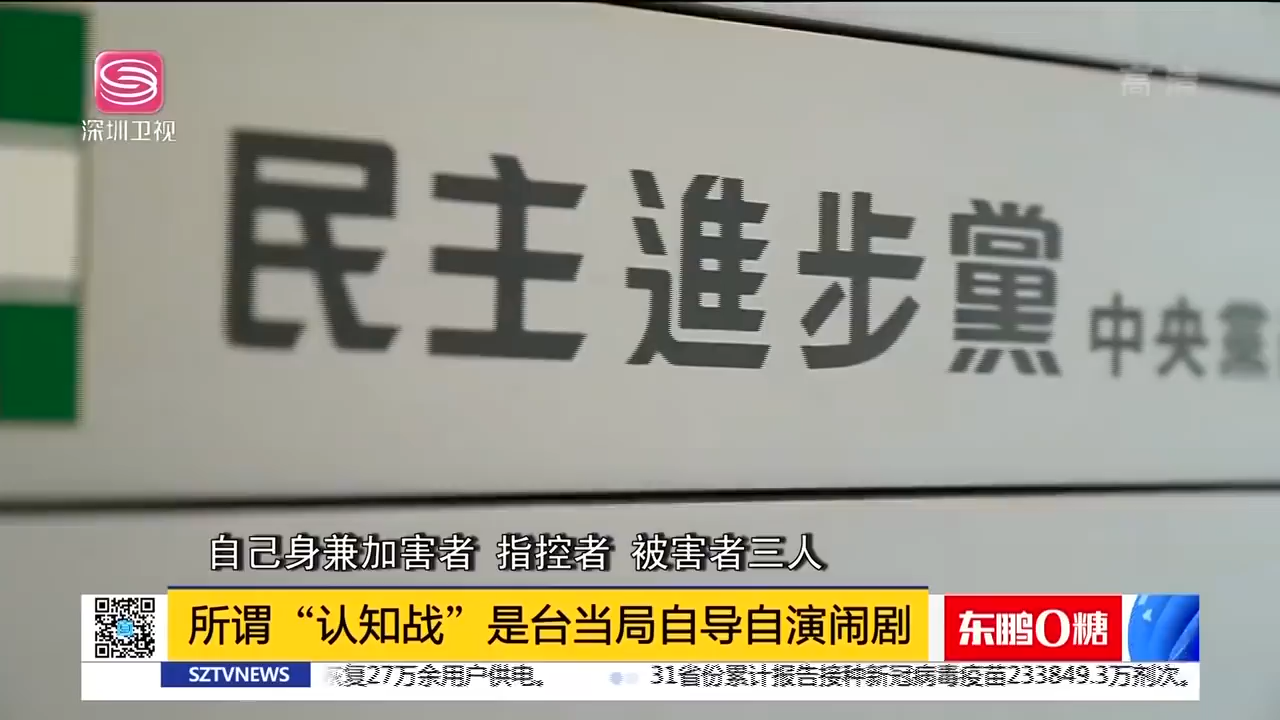 深圳卫视
高清
民主進步黨
中央黨
自己身兼加害者 指控者 被害者三人
所谓“认知战”是台当局自导自演闹剧
东鹏0糖
SZTVNEWS
复27万余用户供电。
31省份累计报告接种新冠病毒疫苗233849.3万剂次。